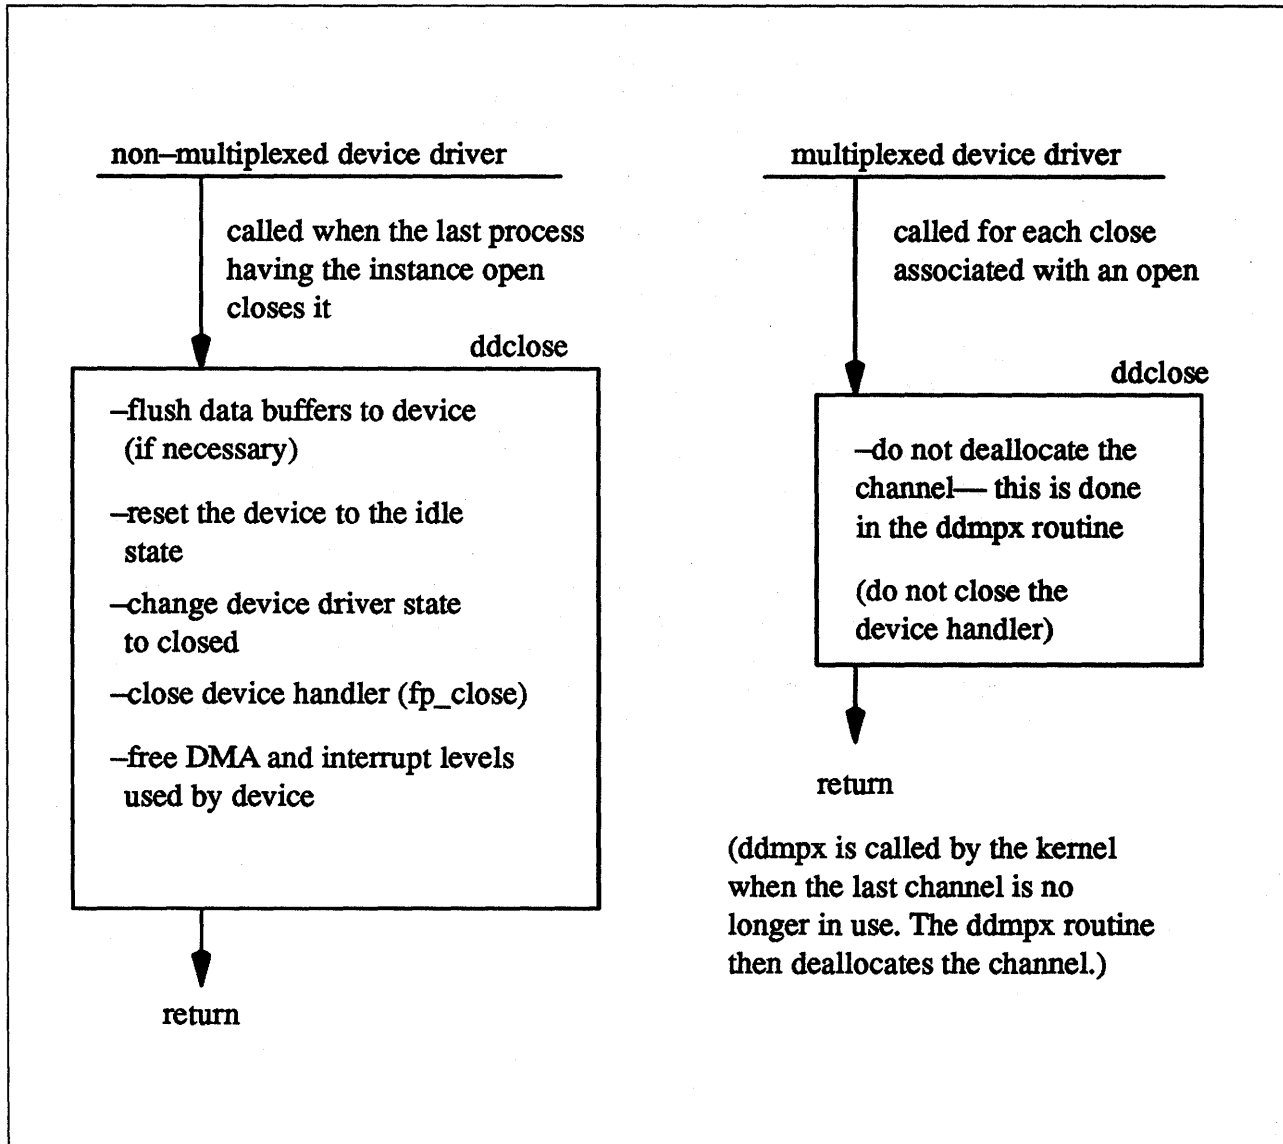 non–multiplexed device driver
called when the last process
having the instance open
closes it
ddclose
–flush data buffers to device
(if necessary)
–reset the device to the idle
state
–change device driver state
to closed
–close device handler (fp_close)
–free DMA and interrupt levels
used by device
return
multiplexed device driver
called for each close
associated with an open
ddclose
–do not deallocate the
channel— this is done
in the ddmpx routine
(do not close the
device handler)
return
(ddmpx is called by the kernel
when the last channel is no
longer in use. The ddmpx routine
then deallocates the channel.)